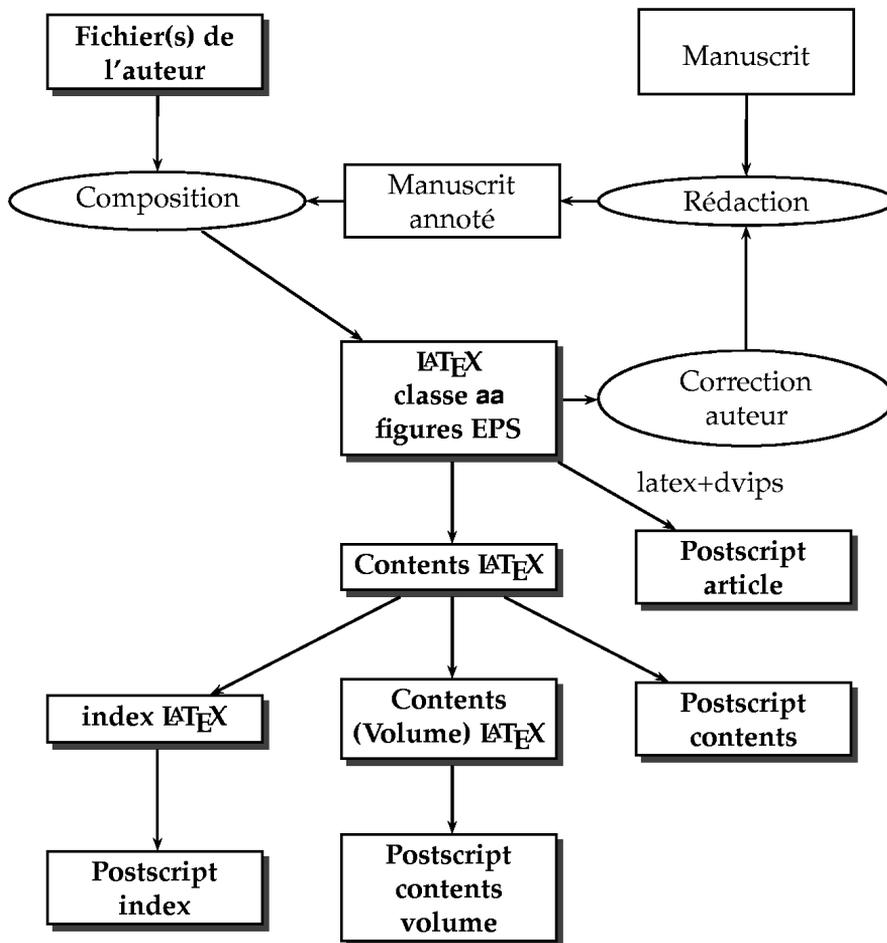 Fichier(s) de
l'auteur
Manuscrit
Composition
Manuscrit
annoté
Rédaction
LATEX
classe aa
figures EPS
Correction
auteur
latex+dvips
Contents LATEX
Postscript
article
index LATEX
Contents
(Volume) LATEX
Postscript
contents
Postscript
index
Postscript
contents
volume